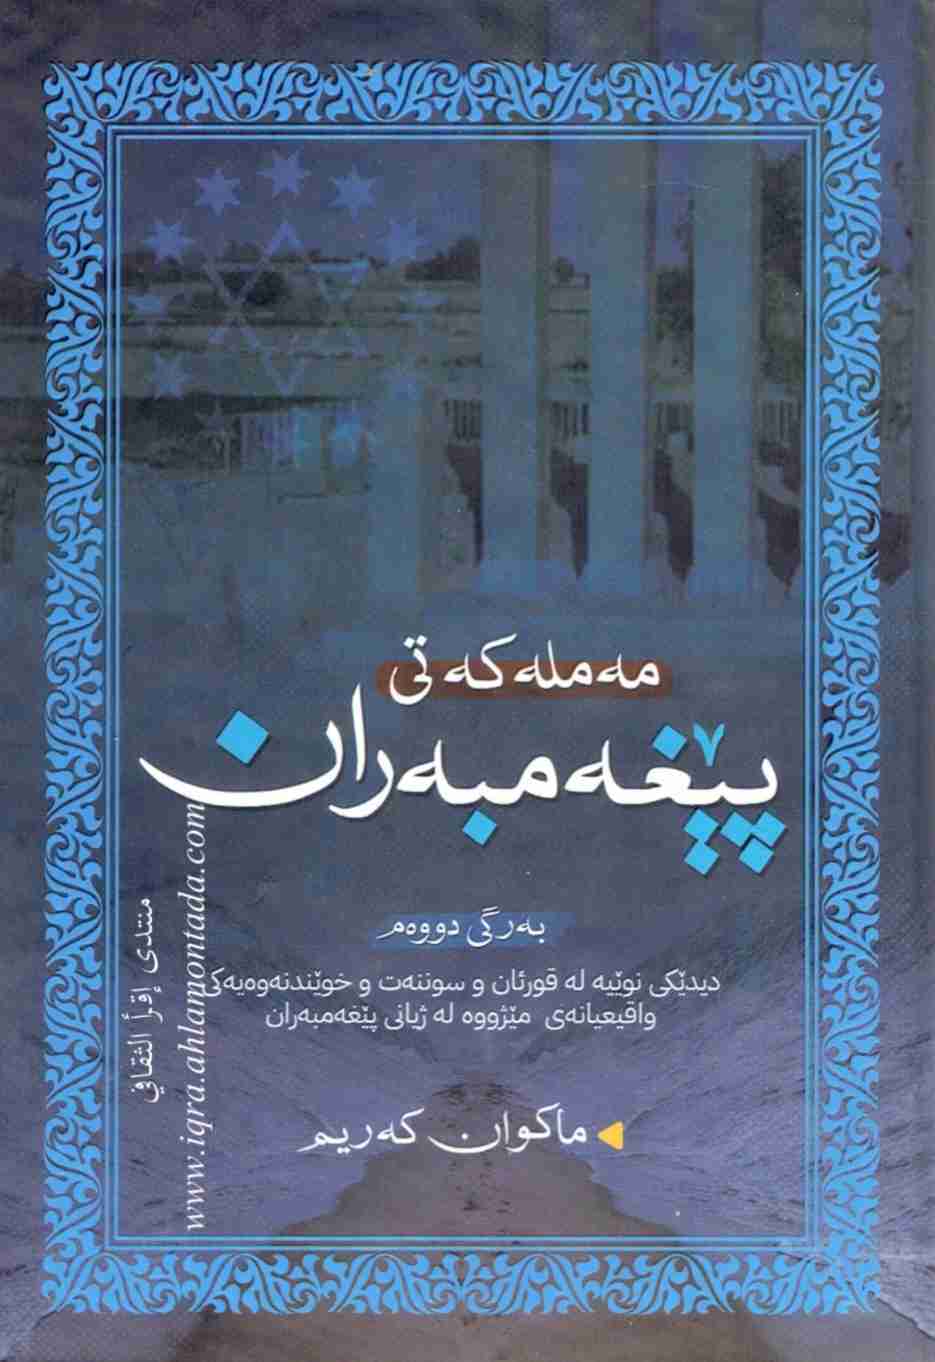 مەملەکەتی
پێغەمبەران
بەرگی دووەم
دیدێکی نوێیە لە قورئان و سوننەت و خوێندنەوەیەکی
واقیعیانەی مێژووە لە ژیانی پێغەمبەران
ماکوان کەریم
منتدى إقرأ الثقافي
www.iqra.ahlamontada.com